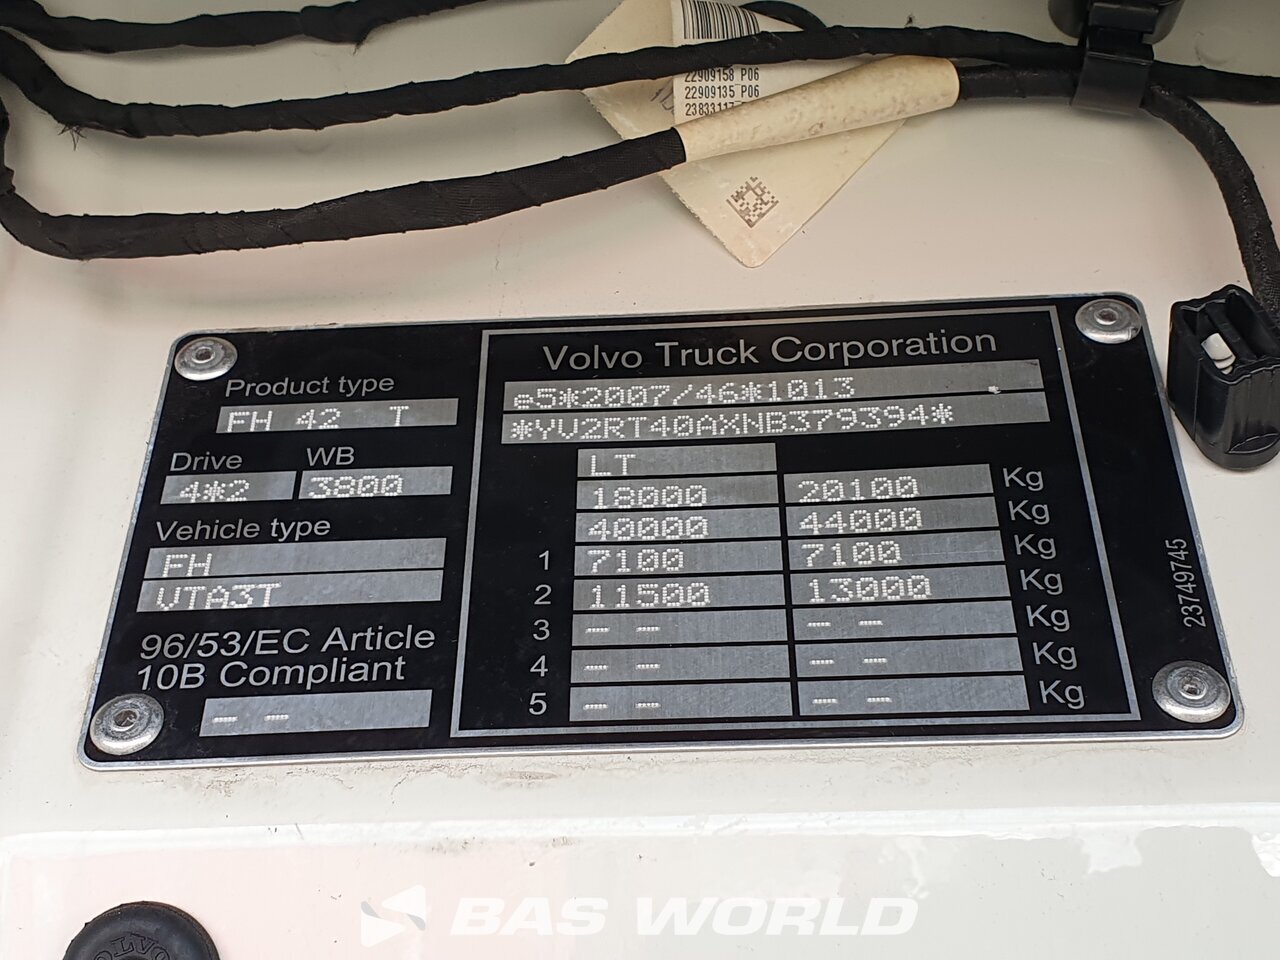 22909158 P06
22909135 P06
Volvo Truck Corporation
e5*2007/46*1013
*YV2RT40AXNB379394*
Product type
FH 42 T
Drive WB
4*2 3800
Vehicle type
FH
VTA3T
96/53/EC Article
10B Compliant
-- --
LT
18000 20100 Kg
40000 44000 Kg
1 7100 7100 Kg
2 11500 13000 Kg
3 -- -- -- -- Kg
4 -- -- -- -- Kg
5 -- -- -- -- Kg
23749745
BAS WORLD
VOLVO